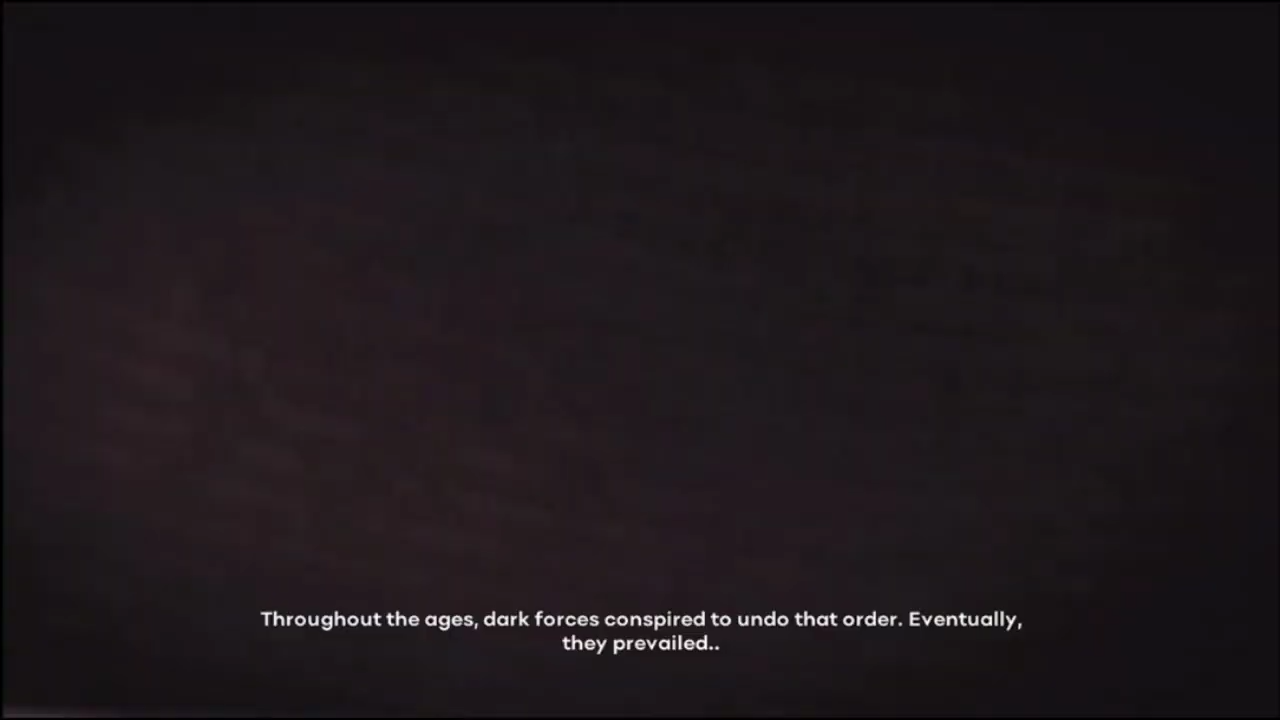 Throughout the ages, dark forces conspired to undo that order. Eventually,
they prevailed..